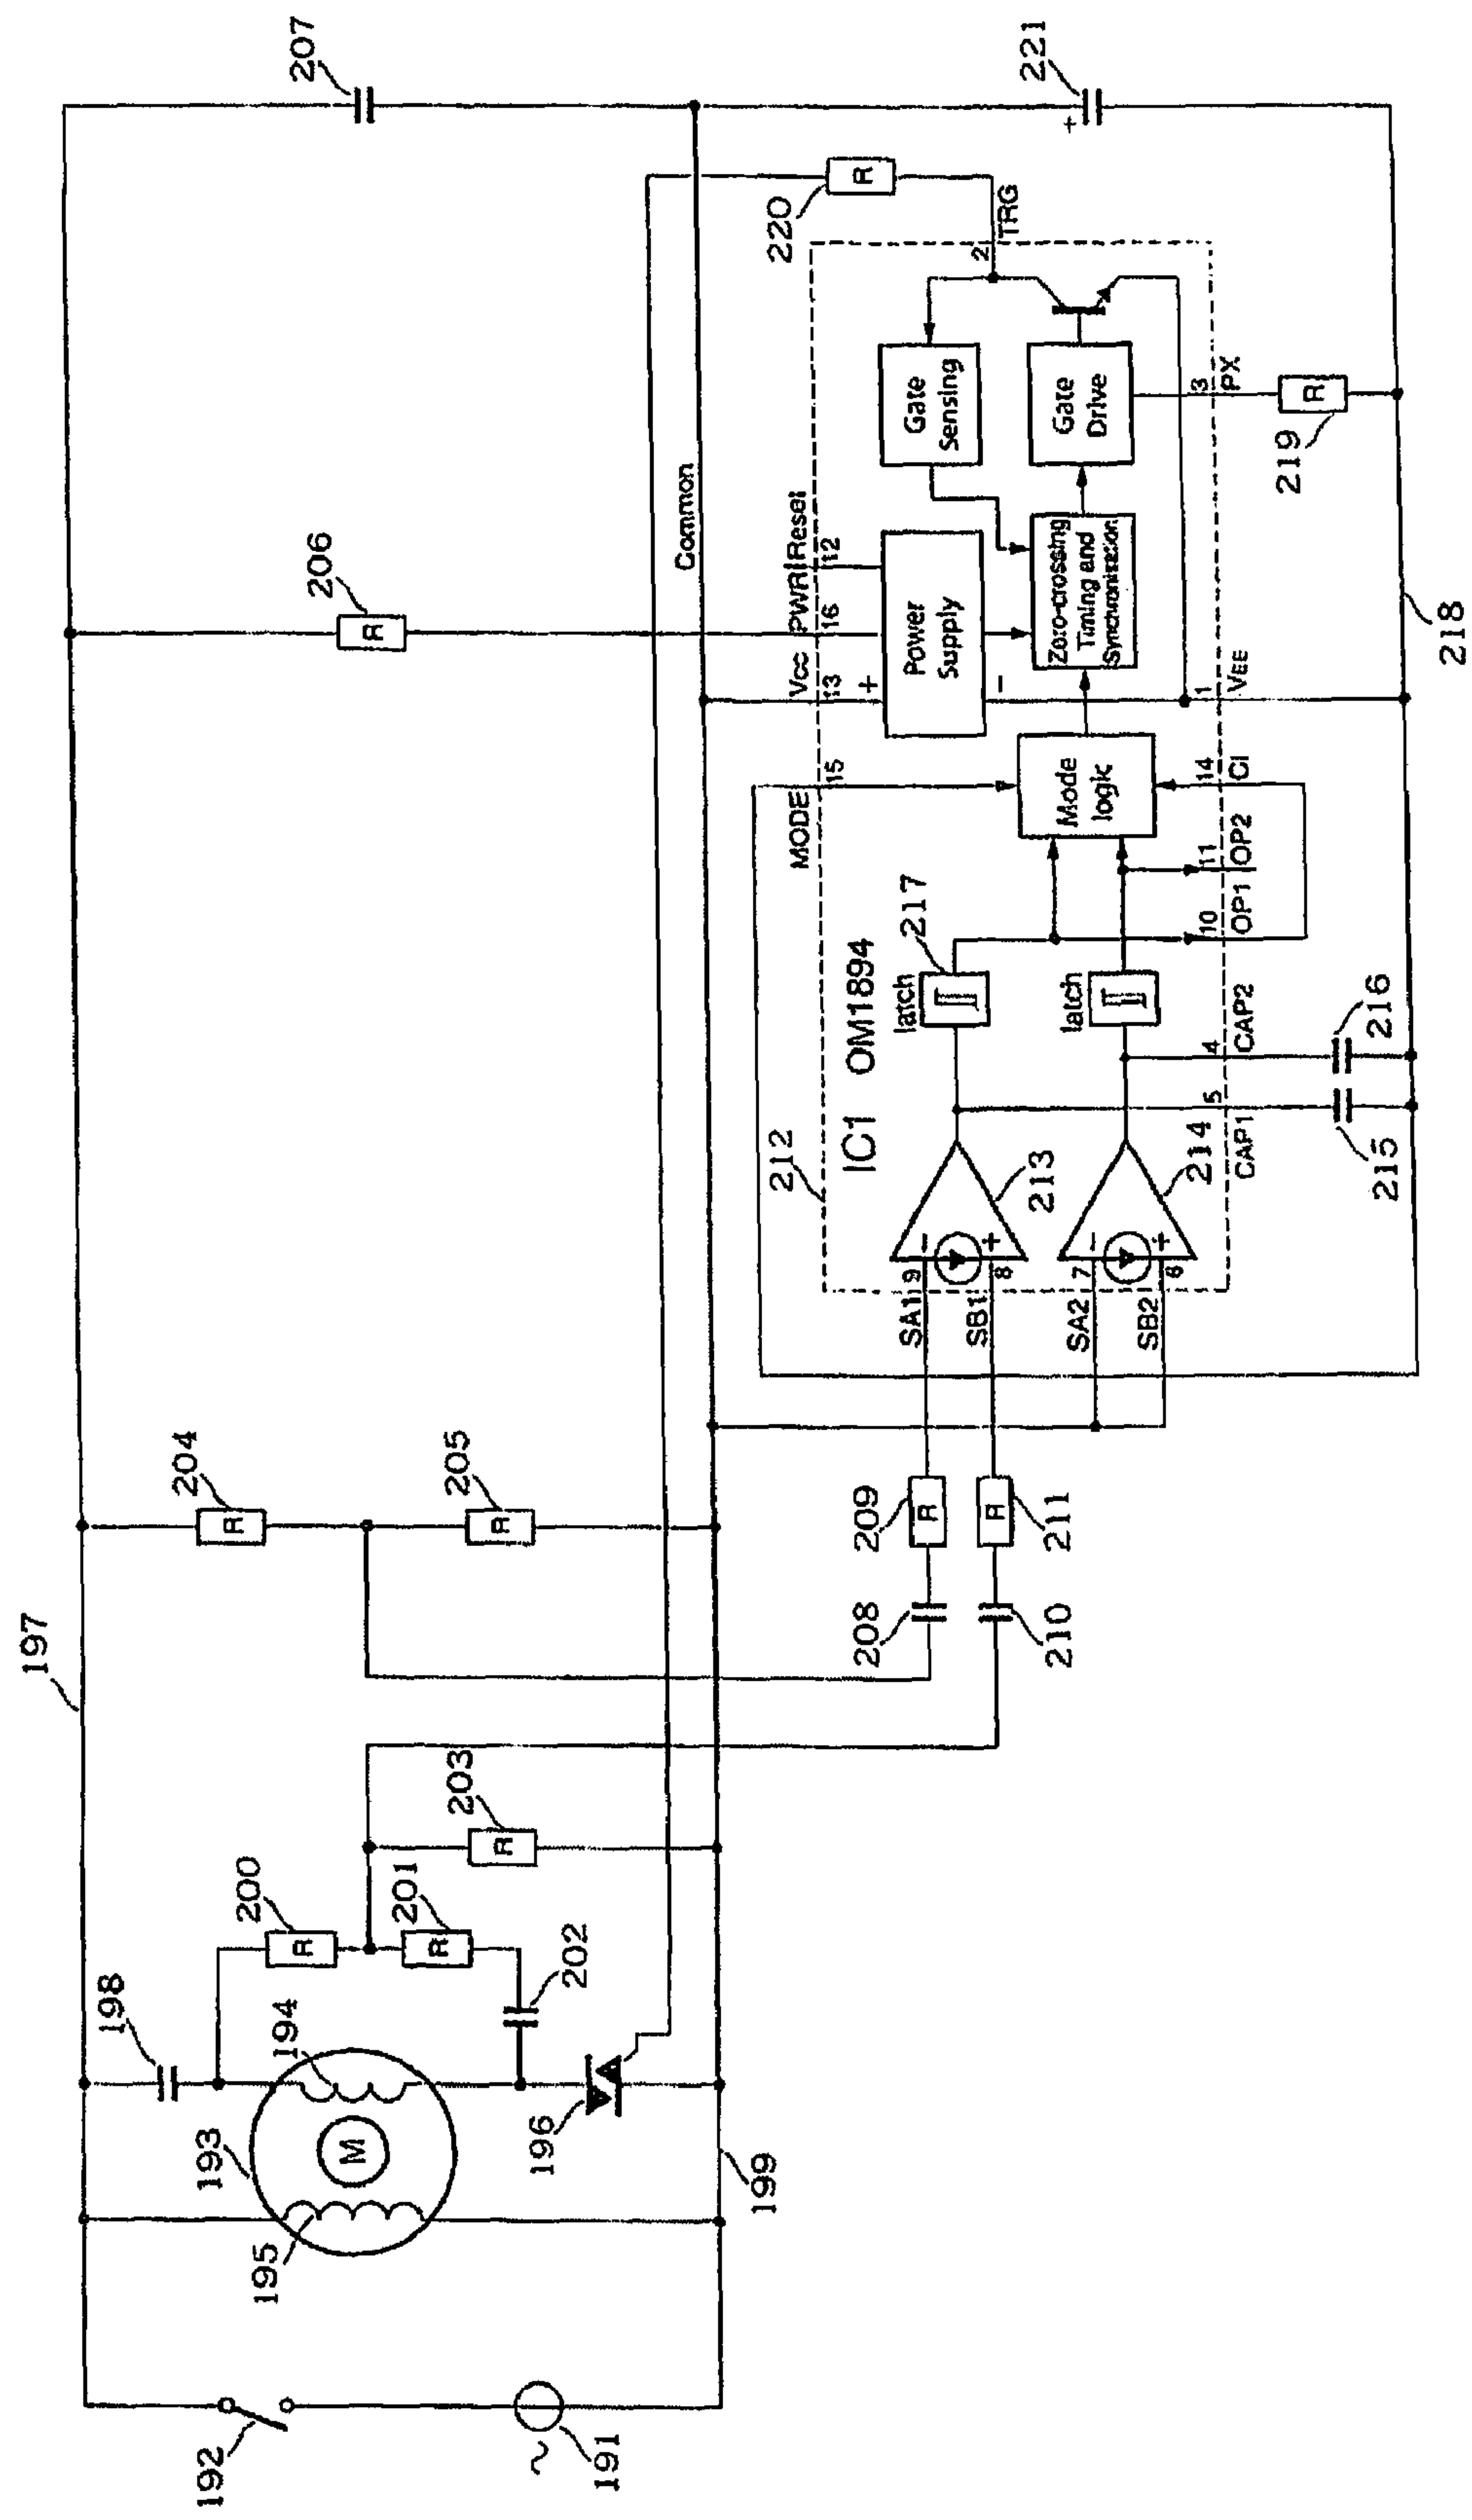 207
221
220
R
2
TRG
Gate
Sensing
Gate
Drive
3
PX
R
219
206
R
Common
PWR
Reset
12
16
Vcc
13
+
Power
Supply
−
Zero-crossing
Timing and
Synchronisation
1
VEE
218
MODE
15
Mode
logic
14
CI
11
OP2
10
OP1
217
latch
latch
IC1 OM1894
212
4
CAP2
5
CAP1
216
215
213
214
−
+
−
+
9
8
7
6
SA1
SB1
SA2
SB2
204
R
205
R
209
R
211
R
208
210
197
203
R
200
R
201
R
202
198
194
193
M
195
196
199
192
191
~
+